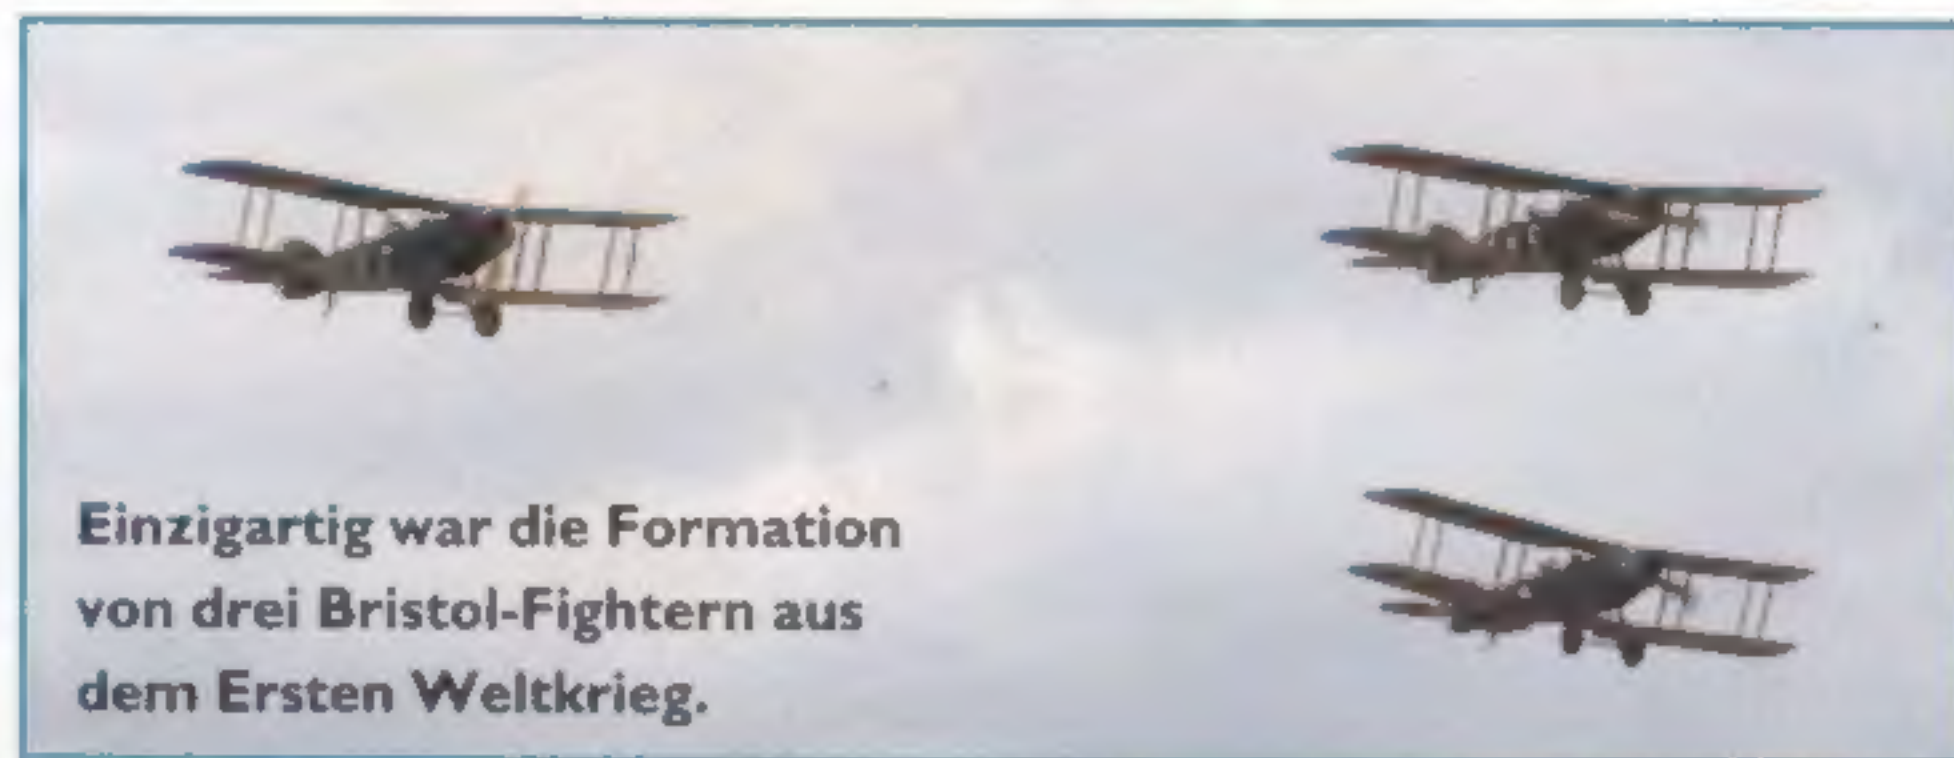 Einzigartig war die Formation
von drei Bristol-Fightern aus
dem Ersten Weltkrieg.